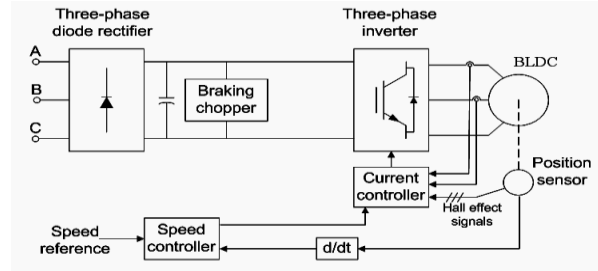 Three-phase
diode rectifier
Three-phase
inverter
A
B
C
Braking
chopper
BLDC
Position
sensor
Current
controller
Hall effect
signals
Speed
reference
Speed
controller
d/dt